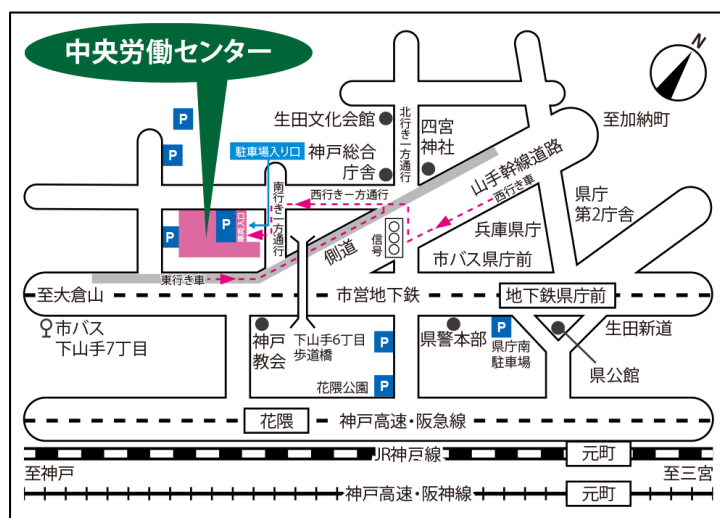 中央労働センター
N
P
生田文化会館
北行き一方通行
四宮
神社
至加納町
駐車場入り口
神戸総合
庁舎
山手幹線道路
南行き一方通行
西行き一方通行
西行き車
県庁
第2庁舎
P
P
側道
信号
兵庫県庁
市バス県庁前
東行き車
至大倉山
市営地下鉄
地下鉄県庁前
市バス
下山手7丁目
神戸
教会
下山手6丁目
歩道橋
P
県警本部
P
県庁南
駐車場
生田新道
県公館
花隈公園
P
花隈
神戸高速・阪急線
JR神戸線
元町
至神戸
至三宮
神戸高速・阪神線
元町